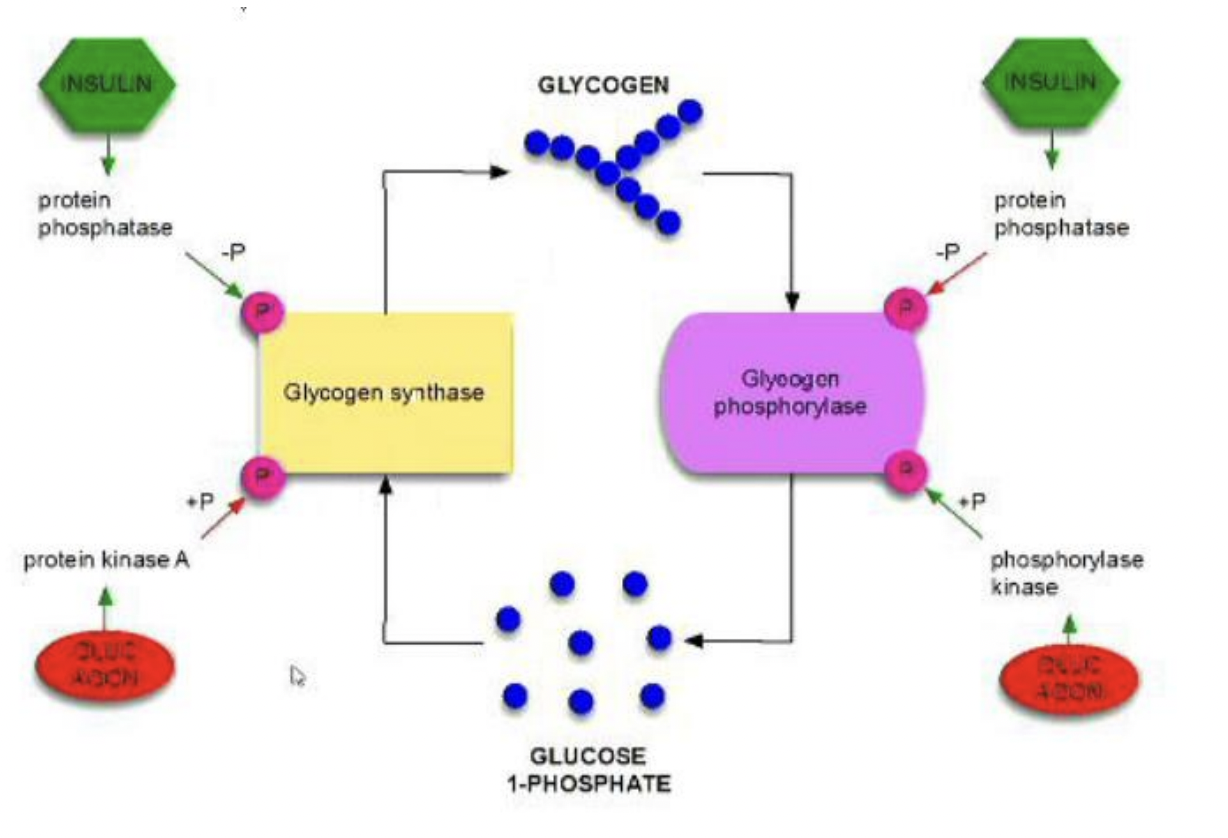 INSULIN
INSULIN
GLYCOGEN
protein
phosphatase
protein
phosphatase
-P
-P
P
P
Glycogen synthase
Glycogen
phosphorylase
P
P
+P
+P
protein kinase A
phosphorylase
kinase
GLUC
AGON
GLUC
AGON
GLUCOSE
1-PHOSPHATE